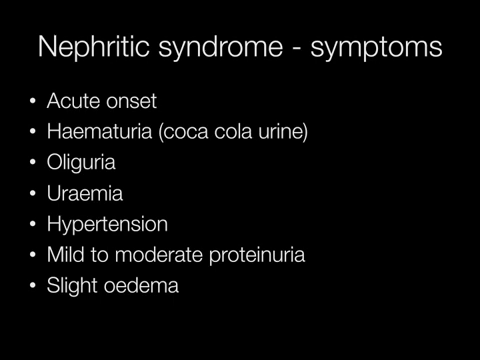 Nephritic syndrome - symptoms
• Acute onset
• Haematuria (coca cola urine)
• Oliguria
• Uraemia
• Hypertension
• Mild to moderate proteinuria
• Slight oedema